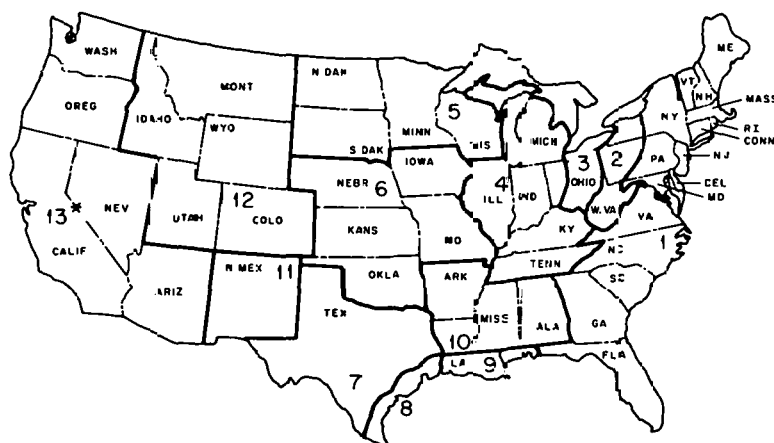 WASH
MONT
N DAK
ME
VT
NH
MASS
OREG
IDAHO
WYO
S DAK
MINN
5
WIS
MICH
NY
RI
CONN
IOWA
3
OHIO
2
PA
NJ
NEBR
6
4
ILL
IND
CEL
MD
13*
NEV
UTAH
12
COLO
KANS
MO
KY
W.VA
VA
CALIF
1
ARIZ
N MEX
11
OKLA
ARK
TENN
TEX
MISS
ALA
GA
10
LA
9
FLA
7
8